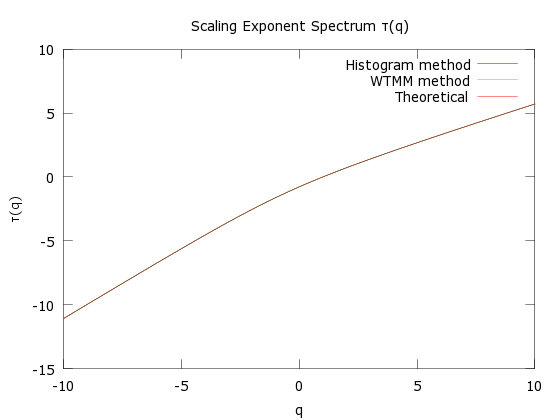 Scaling Exponent Spectrum τ(q)
10
Histogram method
WTMM method
Theoretical
5
0
τ(q)
-5
-10
-15
-10
-5
0
5
10
q